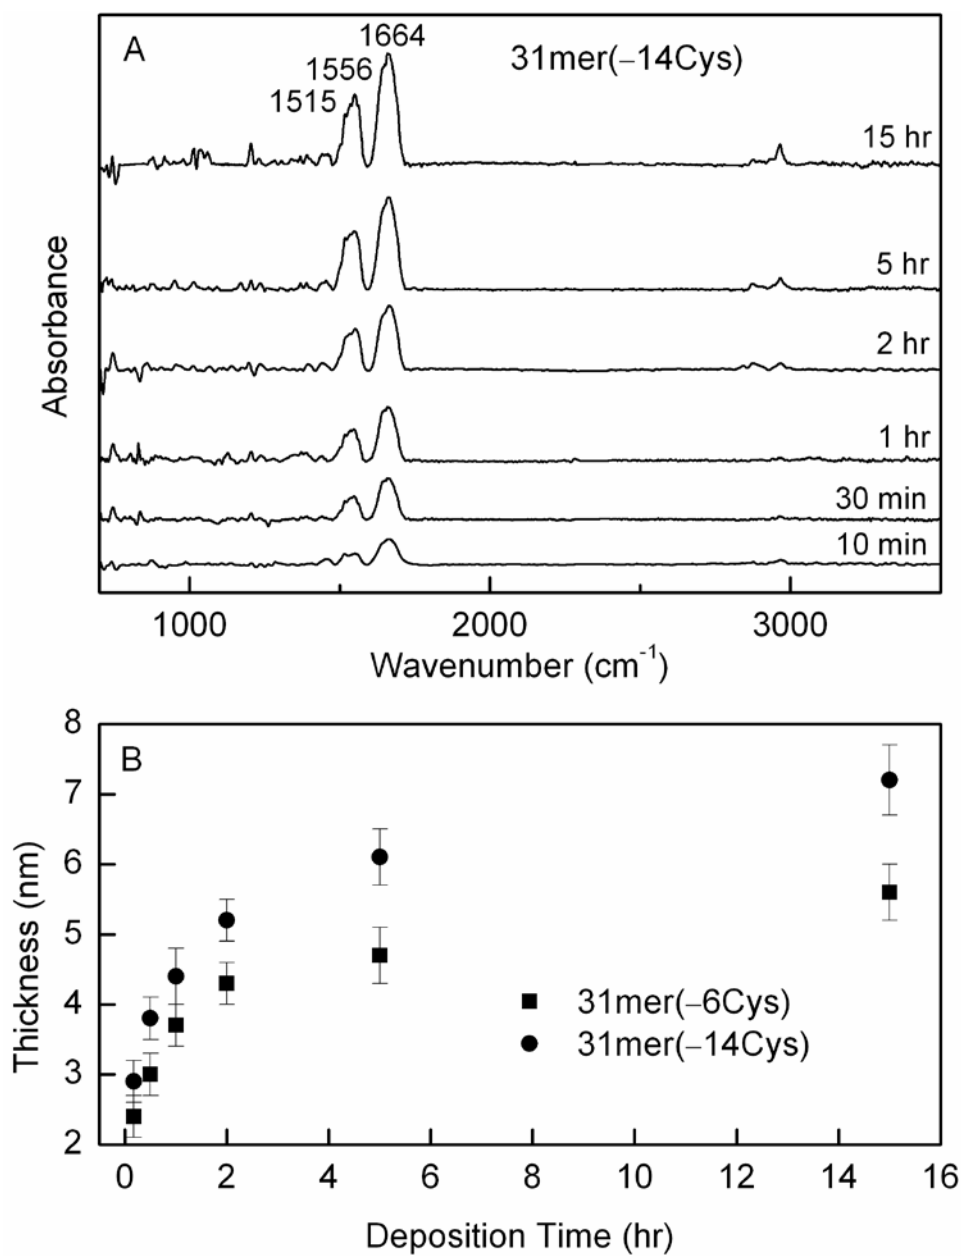 A
1664
31mer(–14Cys)
1556
1515
15 hr
5 hr
2 hr
1 hr
30 min
10 min
Absorbance
1000 2000 3000
Wavenumber (cm⁻¹)
B
8
7
6
5
4
3
2
Thickness (nm)
31mer(–6Cys)
31mer(–14Cys)
0 2 4 6 8 10 12 14 16
Deposition Time (hr)